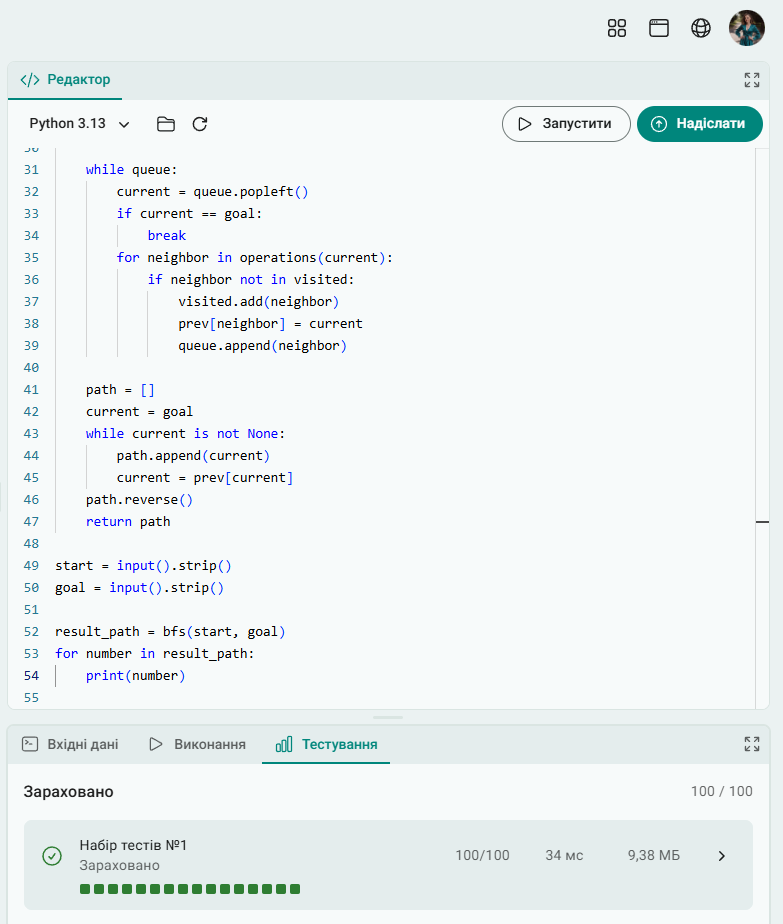 </> Редактор
Python 3.13
Запустити
Надіслати
30
31 while queue:
32 current = queue.popleft()
33 if current == goal:
34 break
35 for neighbor in operations(current):
36 if neighbor not in visited:
37 visited.add(neighbor)
38 prev[neighbor] = current
39 queue.append(neighbor)
40
41 path = []
42 current = goal
43 while current is not None:
44 path.append(current)
45 current = prev[current]
46 path.reverse()
47 return path
48
49 start = input().strip()
50 goal = input().strip()
51
52 result_path = bfs(start, goal)
53 for number in result_path:
54 print(number)
55
Вхідні дані
Виконання
Тестування
Зараховано 100 / 100
Набір тестів №1
Зараховано
100/100 34 мс 9,38 МБ